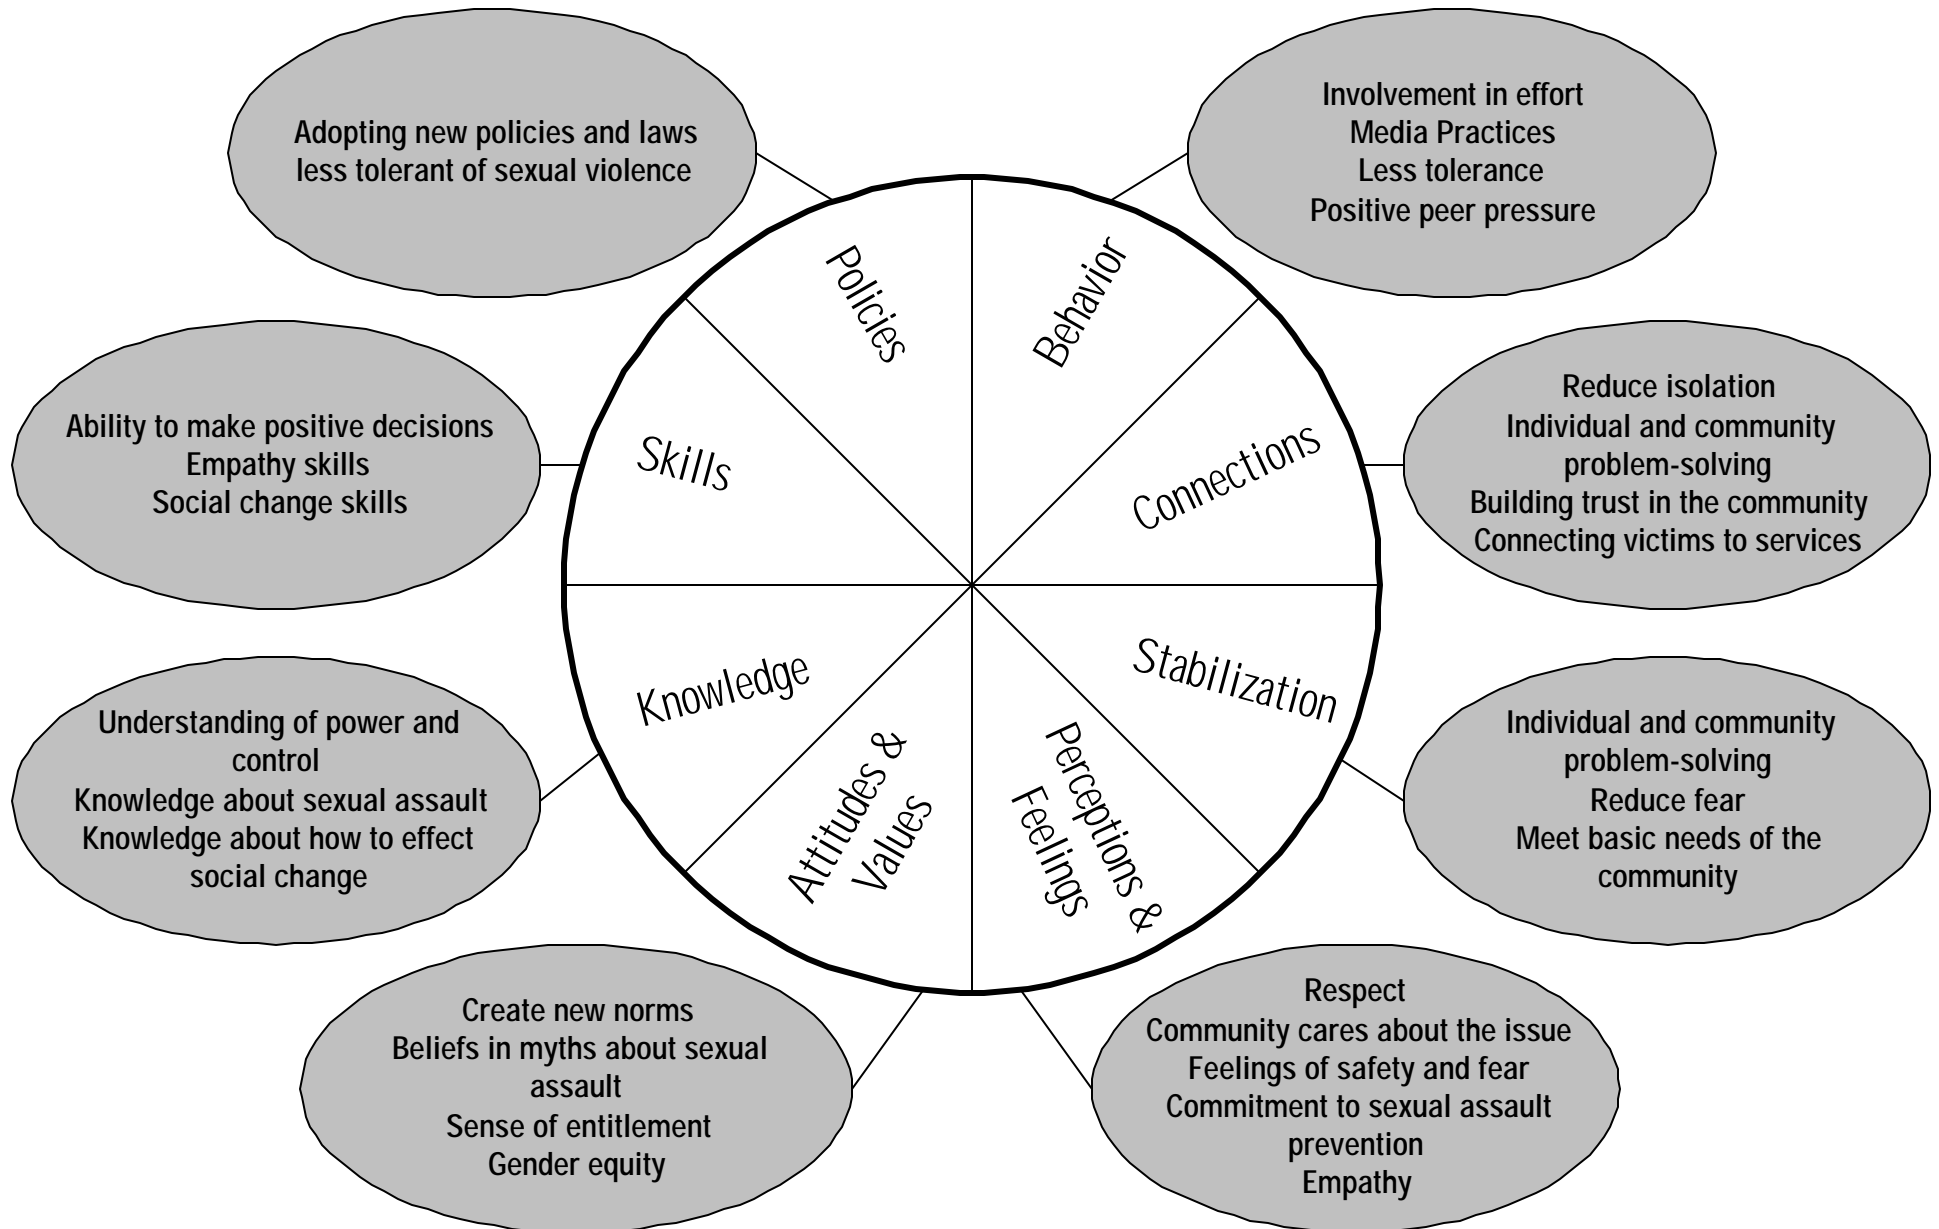 Adopting new policies and laws
less tolerant of sexual violence
Involvement in effort
Media Practices
Less tolerance
Positive peer pressure
Policies
Behavior
Ability to make positive decisions
Empathy skills
Social change skills
Skills
Connections
Reduce isolation
Individual and community
problem-solving
Building trust in the community
Connecting victims to services
Understanding of power and
control
Knowledge about sexual assault
Knowledge about how to effect
social change
Knowledge
Stabilization
Individual and community
problem-solving
Reduce fear
Meet basic needs of the
community
Attitudes &
Values
Perceptions &
Feelings
Create new norms
Beliefs in myths about sexual
assault
Sense of entitlement
Gender equity
Respect
Community cares about the issue
Feelings of safety and fear
Commitment to sexual assault
prevention
Empathy